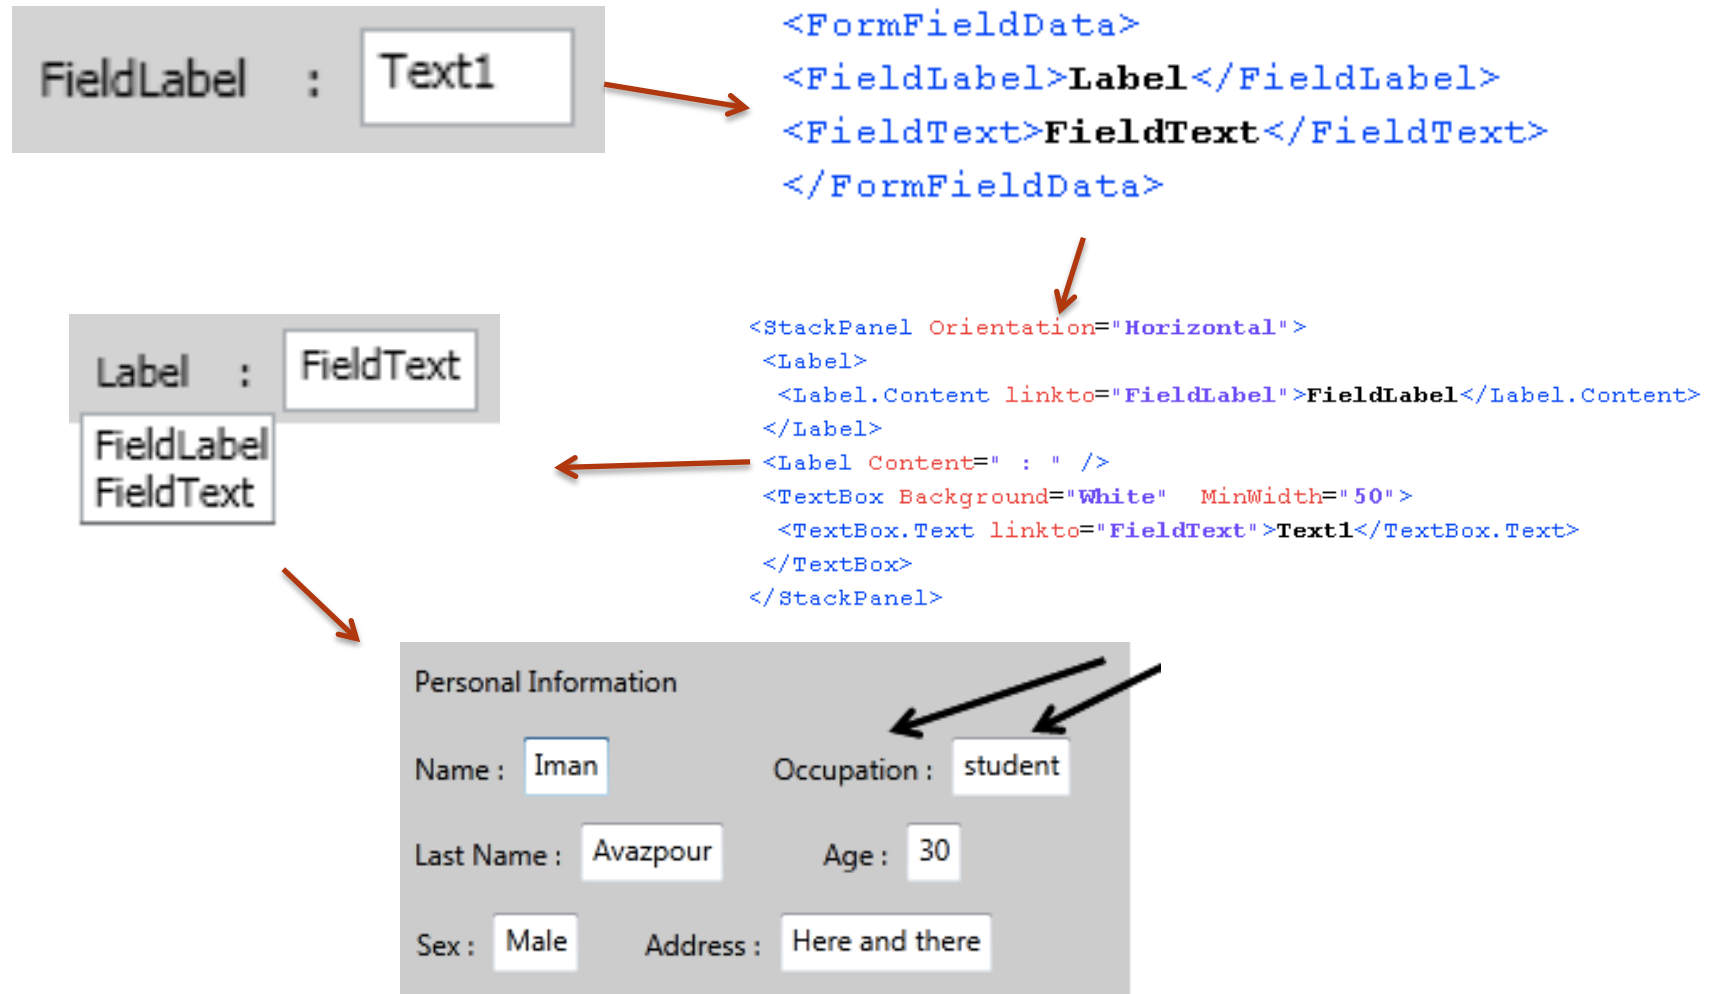 FieldLabel : Text1
<FormFieldData>
<FieldLabel>Label</FieldLabel>
<FieldText>FieldText</FieldText>
</FormFieldData>
<StackPanel Orientation="Horizontal">
<Label>
<Label.Content linkto="FieldLabel">FieldLabel</Label.Content>
</Label>
<Label Content=" : " />
<TextBox Background="White" MinWidth="50">
<TextBox.Text linkto="FieldText">Text1</TextBox.Text>
</TextBox>
</StackPanel>
Label : FieldText
FieldLabel
FieldText
Personal Information
Name : Iman Occupation : student
Last Name : Avazpour Age : 30
Sex : Male Address : Here and there